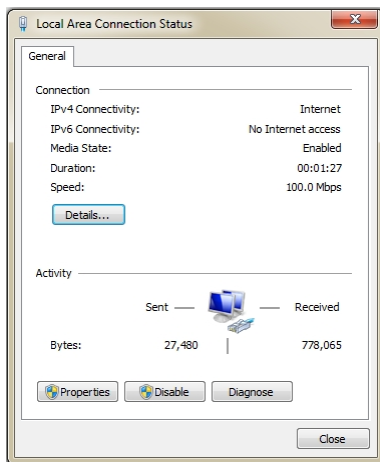 Local Area Connection Status
General
Connection
IPv4 Connectivity: Internet
IPv6 Connectivity: No Internet access
Media State: Enabled
Duration: 00:01:27
Speed: 100.0 Mbps
Details...
Activity
Sent Received
Bytes: 27,480 778,065
Properties Disable Diagnose
Close